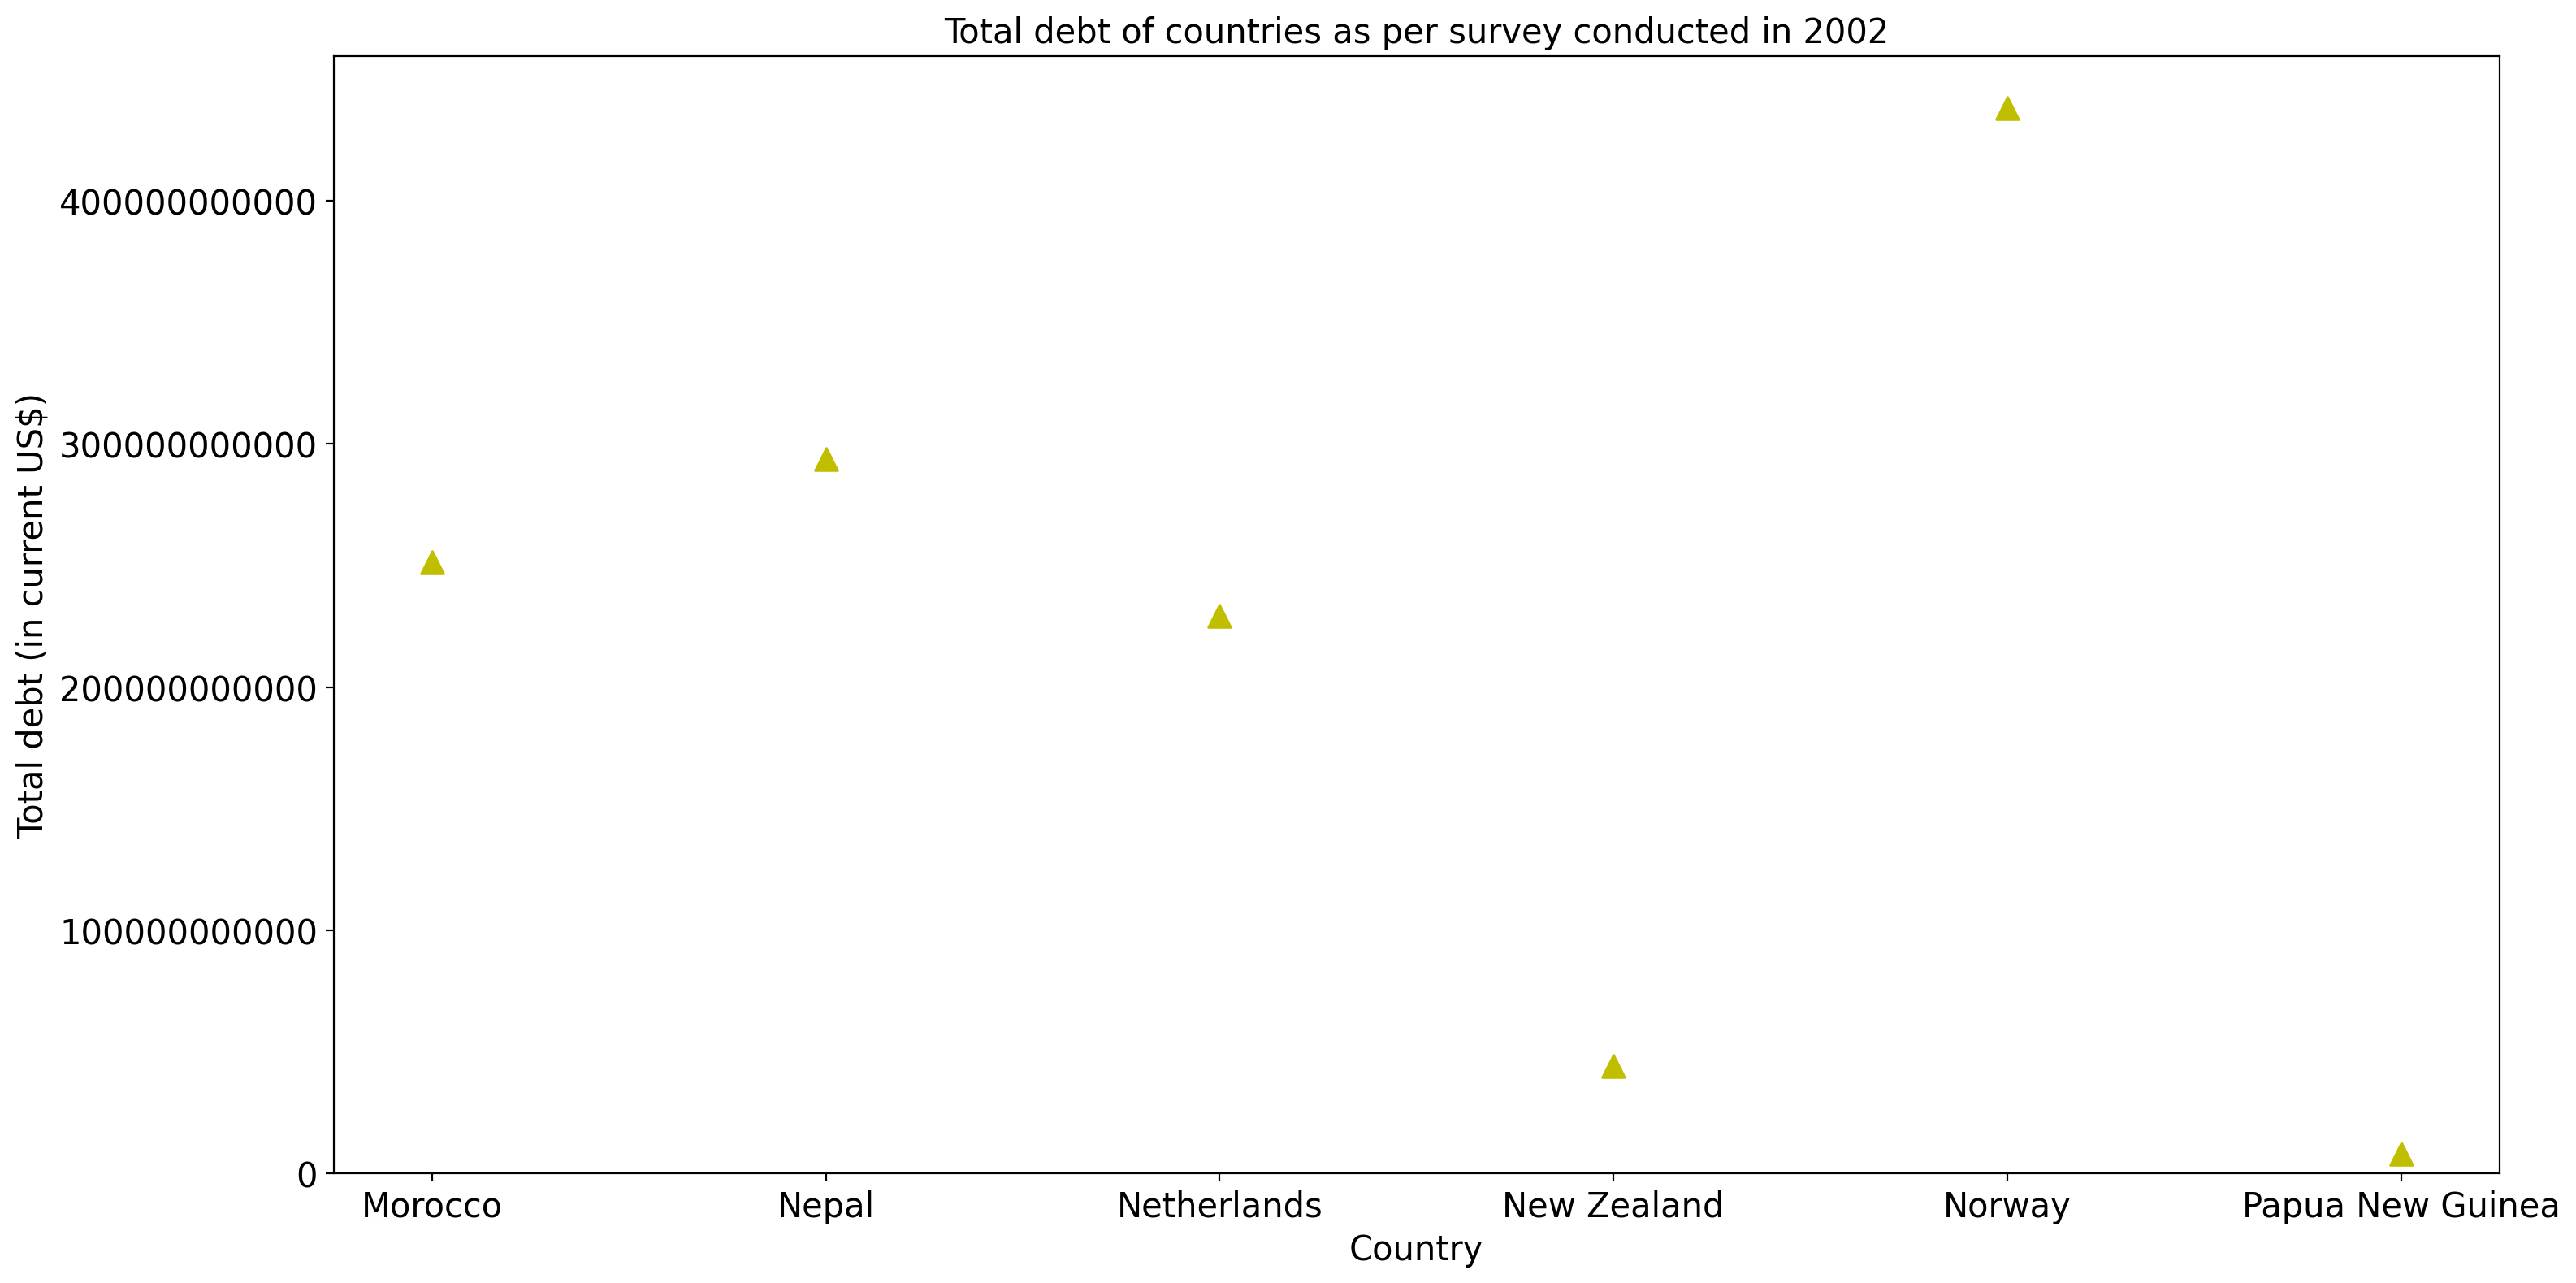 Total debt of countries as per survey conducted in 2002
Total debt (in current US$)
400000000000
300000000000
200000000000
100000000000
0
Morocco Nepal Netherlands New Zealand Norway Papua New Guinea
Country